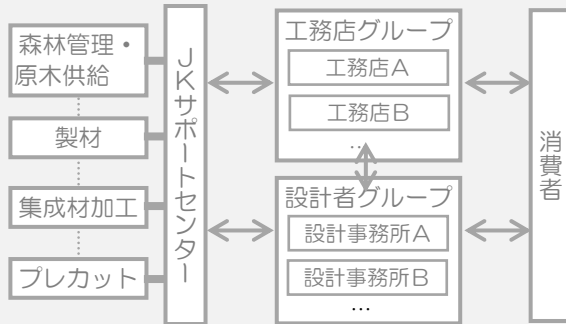 森林管理・
原木供給
製材
集成材加工
プレカット
JKサポートセンター
工務店グループ
工務店A
工務店B
…
設計者グループ
設計事務所A
設計事務所B
…
消費者